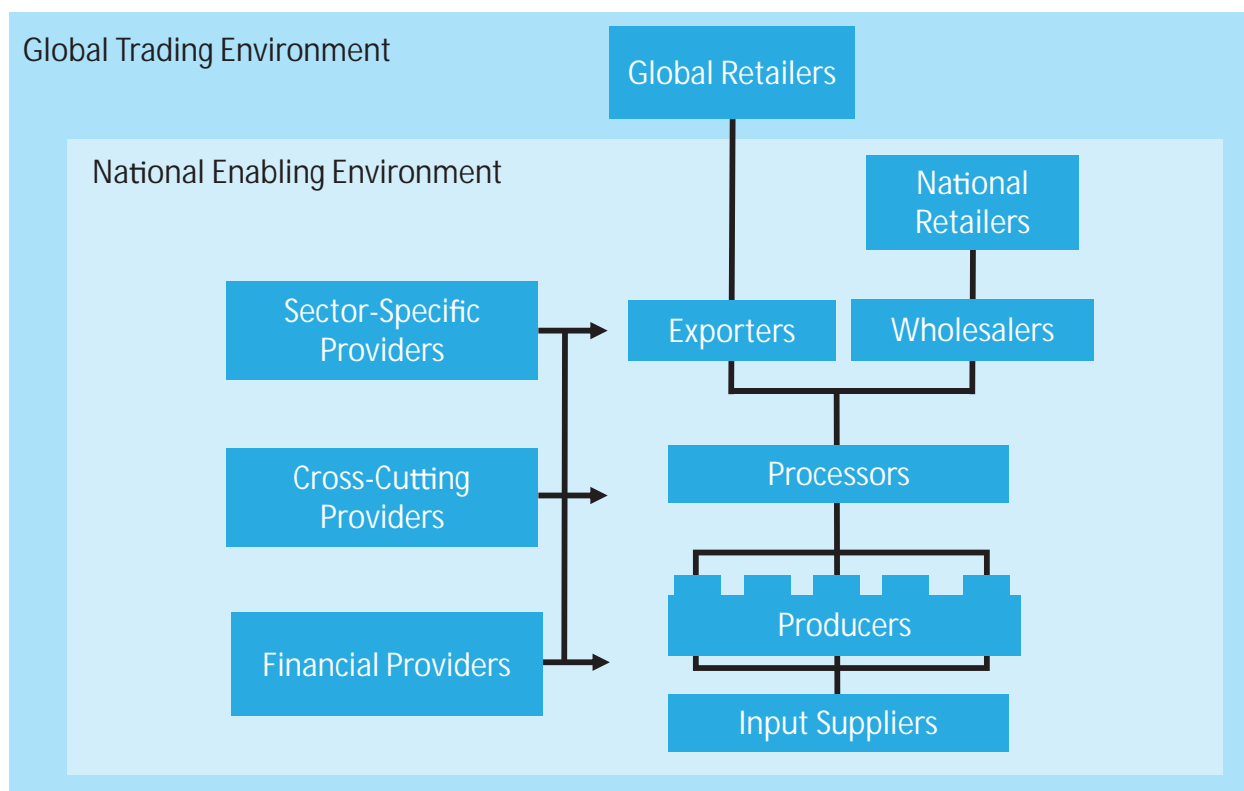 Global Trading Environment
Global Retailers
National Enabling Environment
National
Retailers
Sector-Specific
Providers
Exporters
Wholesalers
Cross-Cutting
Providers
Processors
Financial Providers
Producers
Input Suppliers